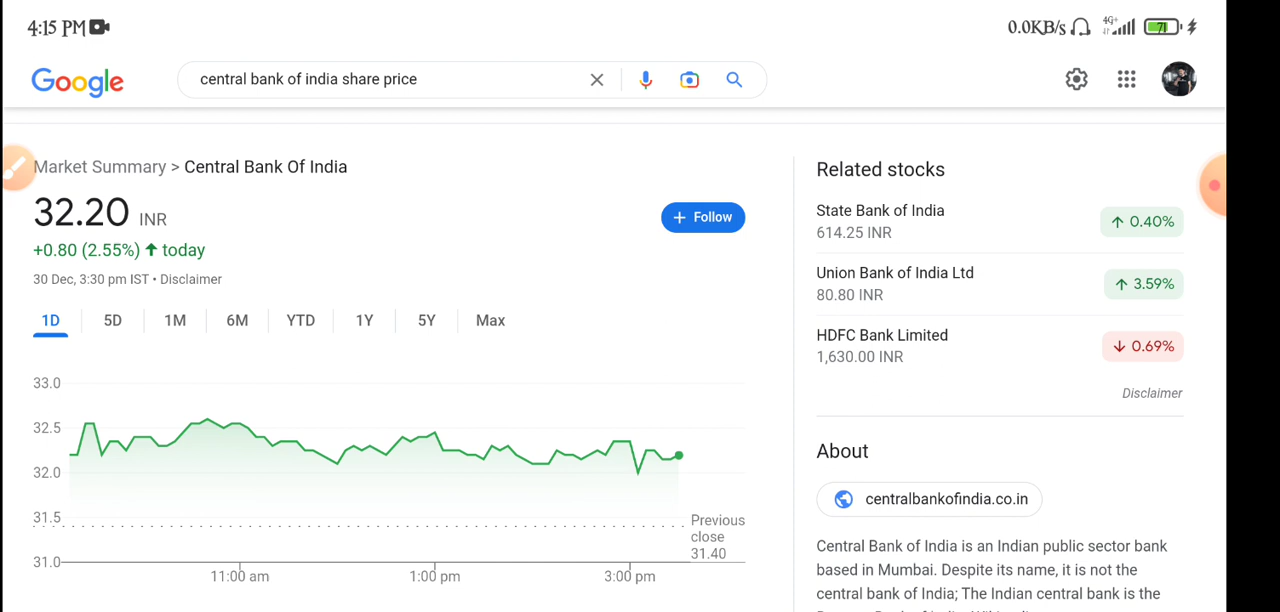 4:15 PM
0.0KB/s 4G+ 71
Google
central bank of india share price
Market Summary > Central Bank Of India
32.20 INR
+ Follow
+0.80 (2.55%) ↑ today
30 Dec, 3:30 pm IST • Disclaimer
1D 5D 1M 6M YTD 1Y 5Y Max
33.0
32.5
32.0
31.5
31.0
Previous
close
31.40
11:00 am 1:00 pm 3:00 pm
Related stocks
State Bank of India
614.25 INR
↑ 0.40%
Union Bank of India Ltd
80.80 INR
↑ 3.59%
HDFC Bank Limited
1,630.00 INR
↓ 0.69%
Disclaimer
About
centralbankofindia.co.in
Central Bank of India is an Indian public sector bank
based in Mumbai. Despite its name, it is not the
central bank of India; The Indian central bank is the